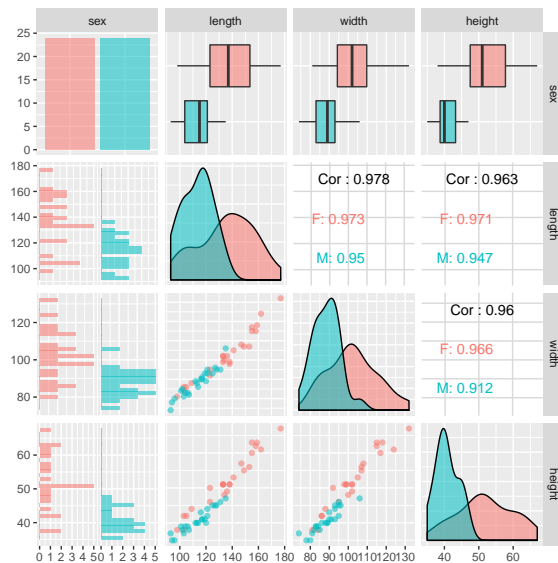 sex length width height
25
20
15
10
5
0
sex
180
160
140
120
100
Cor : 0.978
F: 0.973
M: 0.95
Cor : 0.963
F: 0.971
M: 0.947
length
120
100
80
Cor : 0.96
F: 0.966
M: 0.912
width
60
50
40
height
0 1 2 3 4 5 0 1 2 3 4 5
100 120 140 160 180
80 90 100 110 120 130
40 50 60